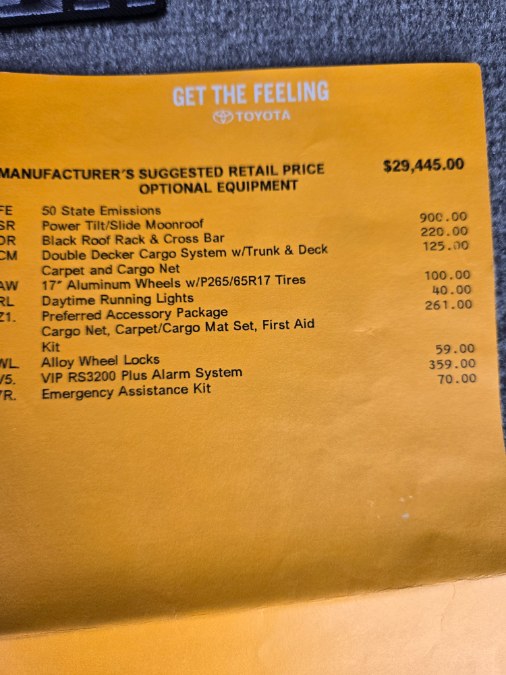 GET THE FEELING
TOYOTA
MANUFACTURER'S SUGGESTED RETAIL PRICE $29,445.00
OPTIONAL EQUIPMENT
FE 50 State Emissions
SR Power Tilt/Slide Moonroof 900.00
OR Black Roof Rack & Cross Bar 220.00
CM Double Decker Cargo System w/Trunk & Deck 125.00
Carpet and Cargo Net
AW 17" Aluminum Wheels w/P265/65R17 Tires 100.00
RL Daytime Running Lights 40.00
Z1. Preferred Accessory Package 261.00
Cargo Net, Carpet/Cargo Mat Set, First Aid
Kit
WL Alloy Wheel Locks 59.00
V5. VIP RS3200 Plus Alarm System 359.00
7R. Emergency Assistance Kit 70.00